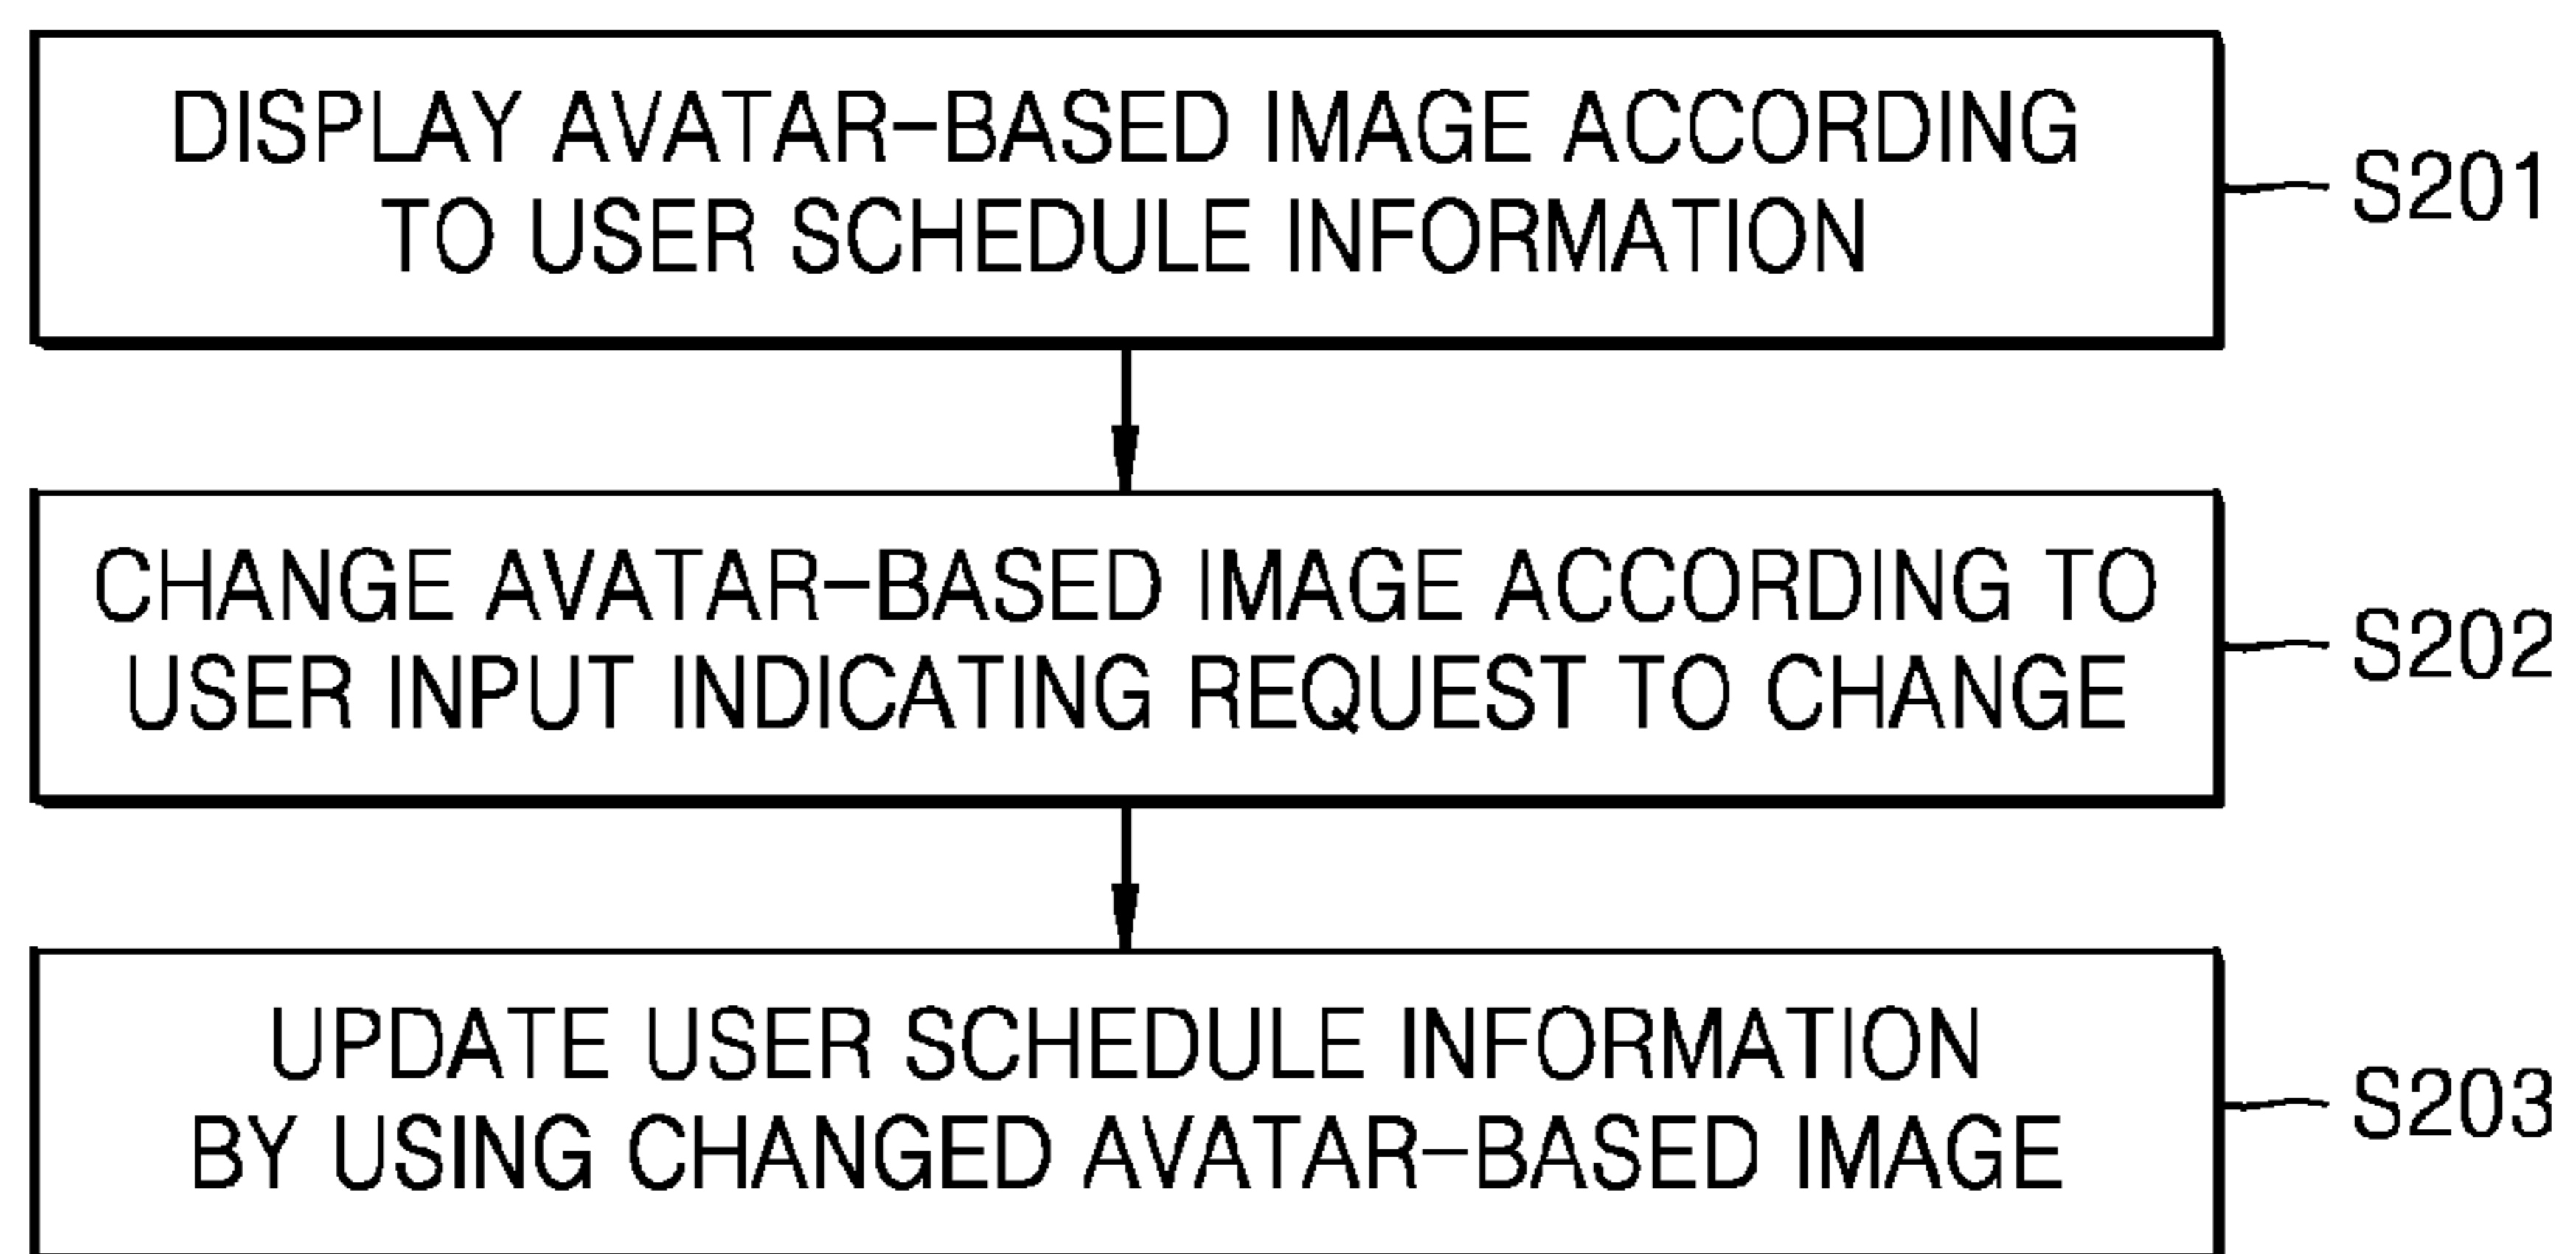 DISPLAY AVATAR-BASED IMAGE ACCORDING
TO USER SCHEDULE INFORMATION
S201
CHANGE AVATAR-BASED IMAGE ACCORDING TO
USER INPUT INDICATING REQUEST TO CHANGE
S202
UPDATE USER SCHEDULE INFORMATION
BY USING CHANGED AVATAR-BASED IMAGE
S203